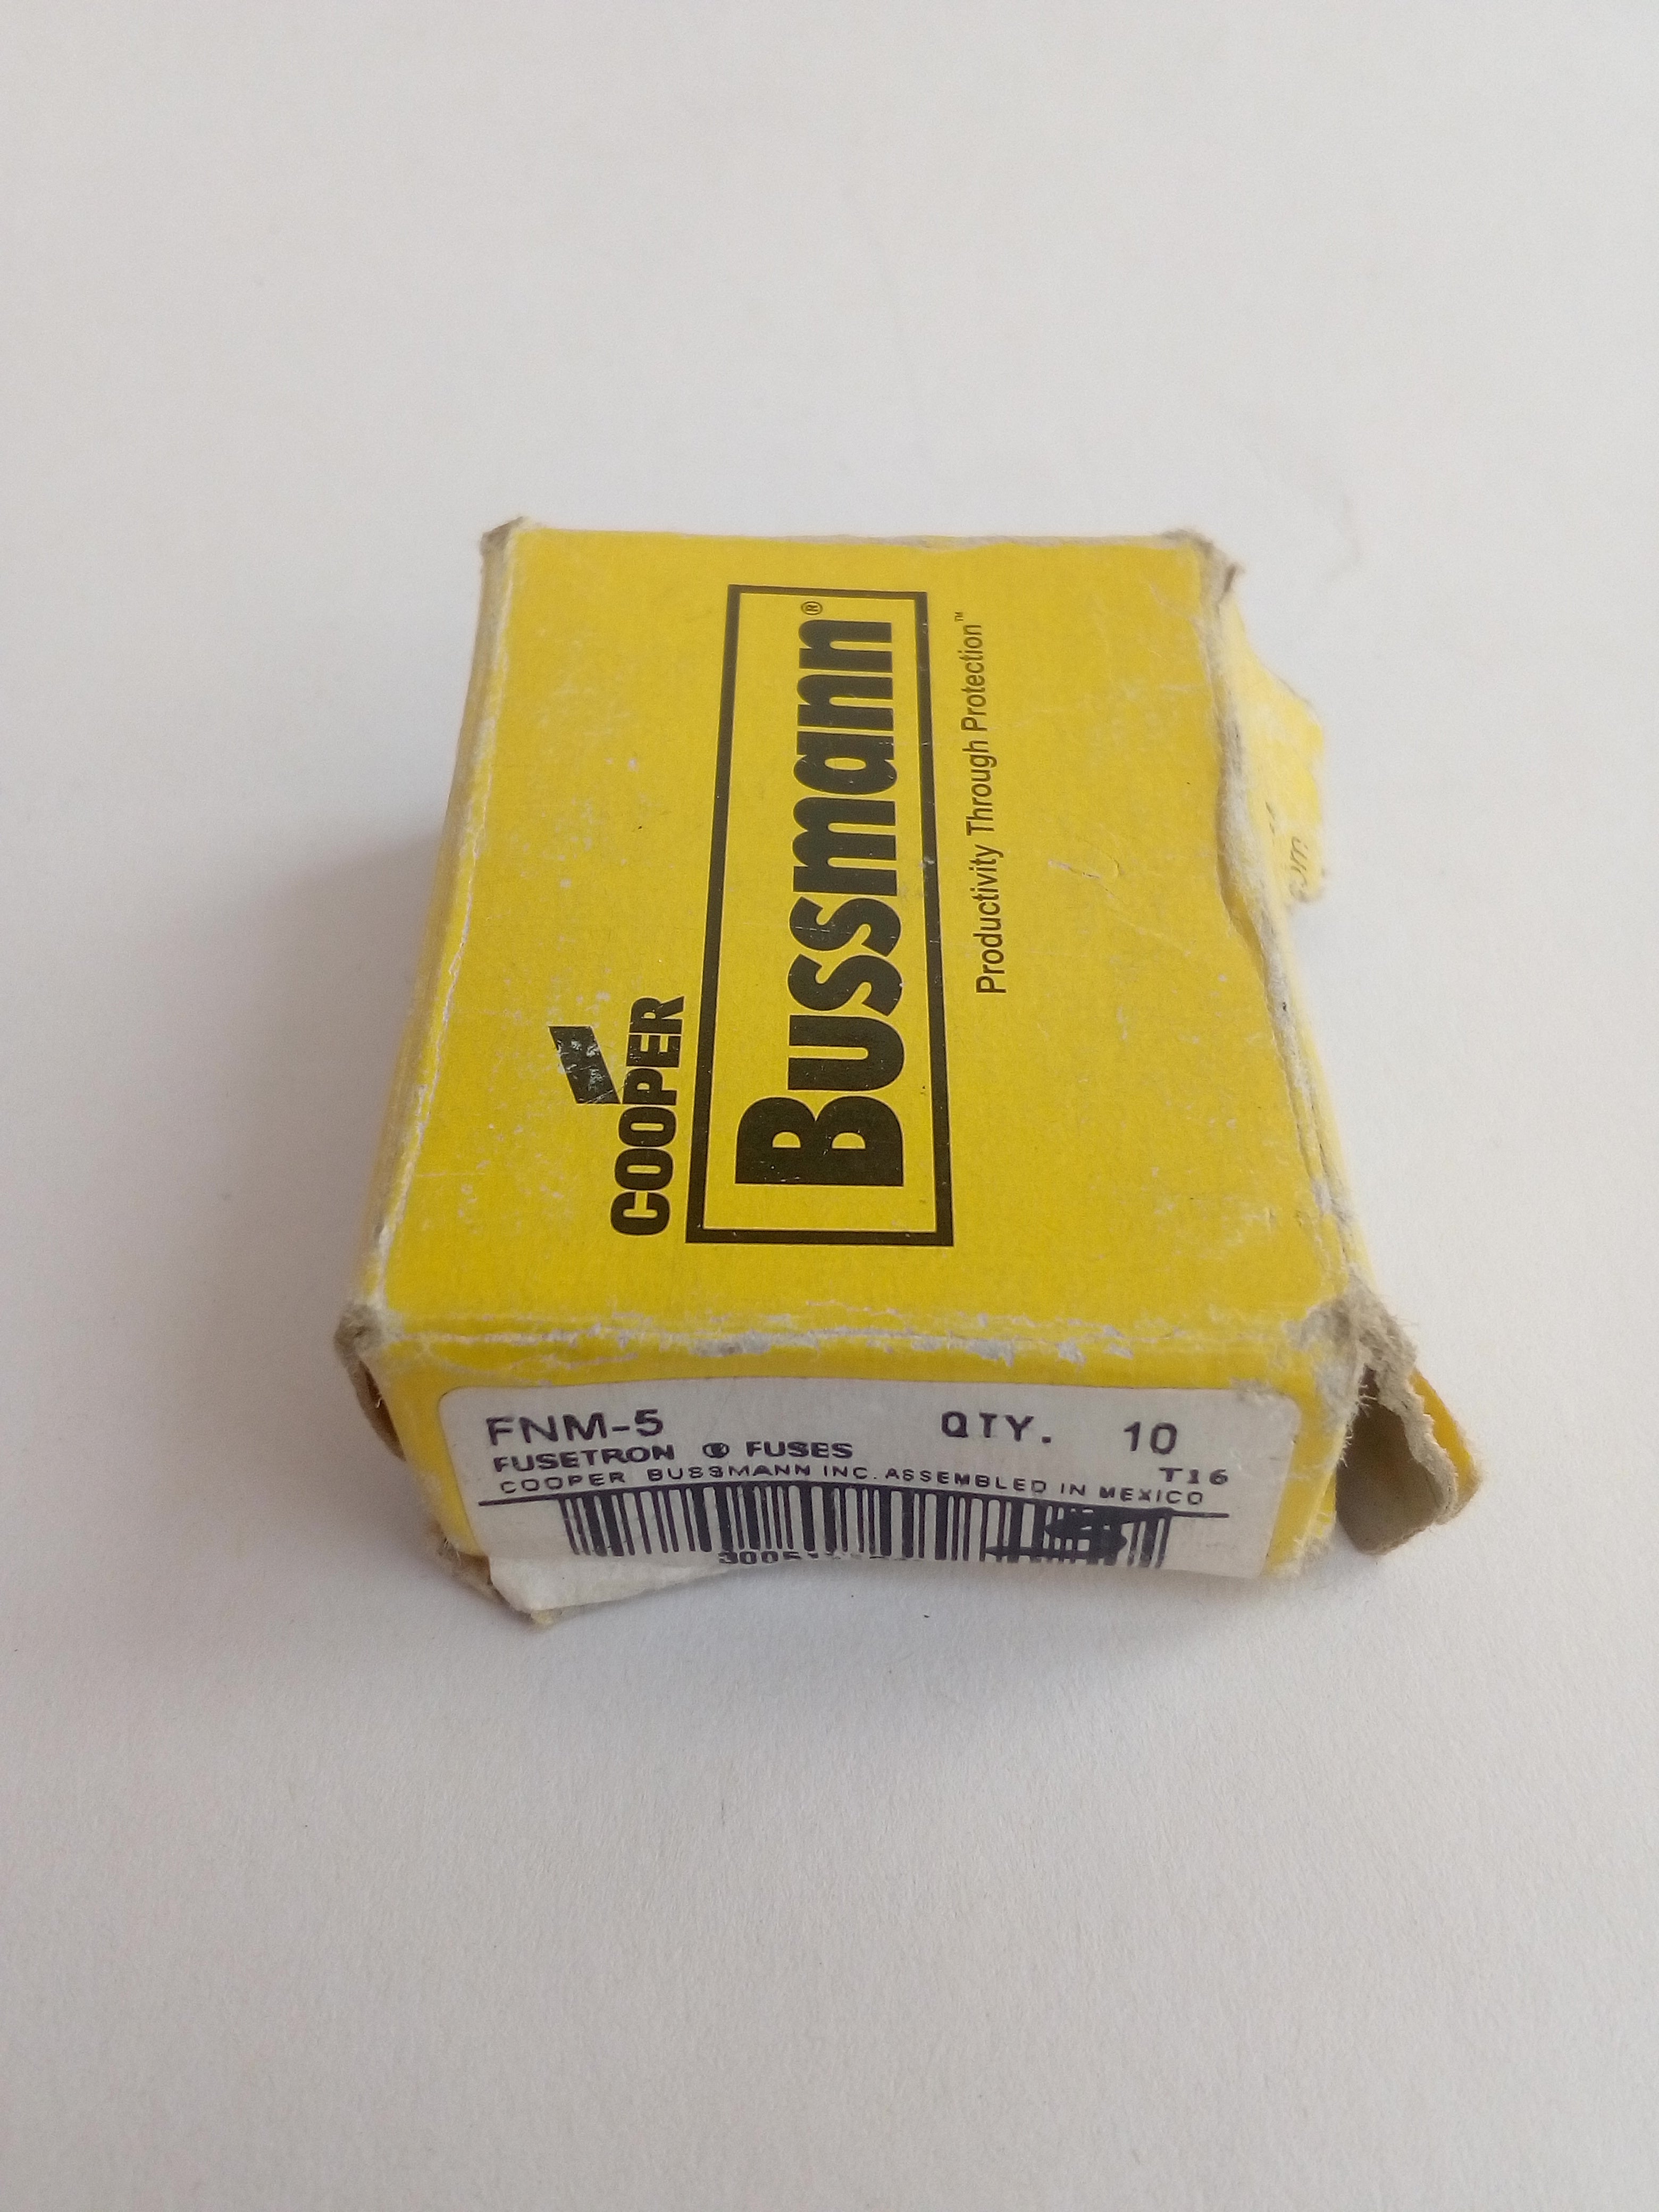 COOPER
Bussmann®
Productivity Through Protection™
FNM-5 QTY. 10
FUSETRON ® FUSES T16
COOPER BUSSMANN INC. ASSEMBLED IN MEXICO